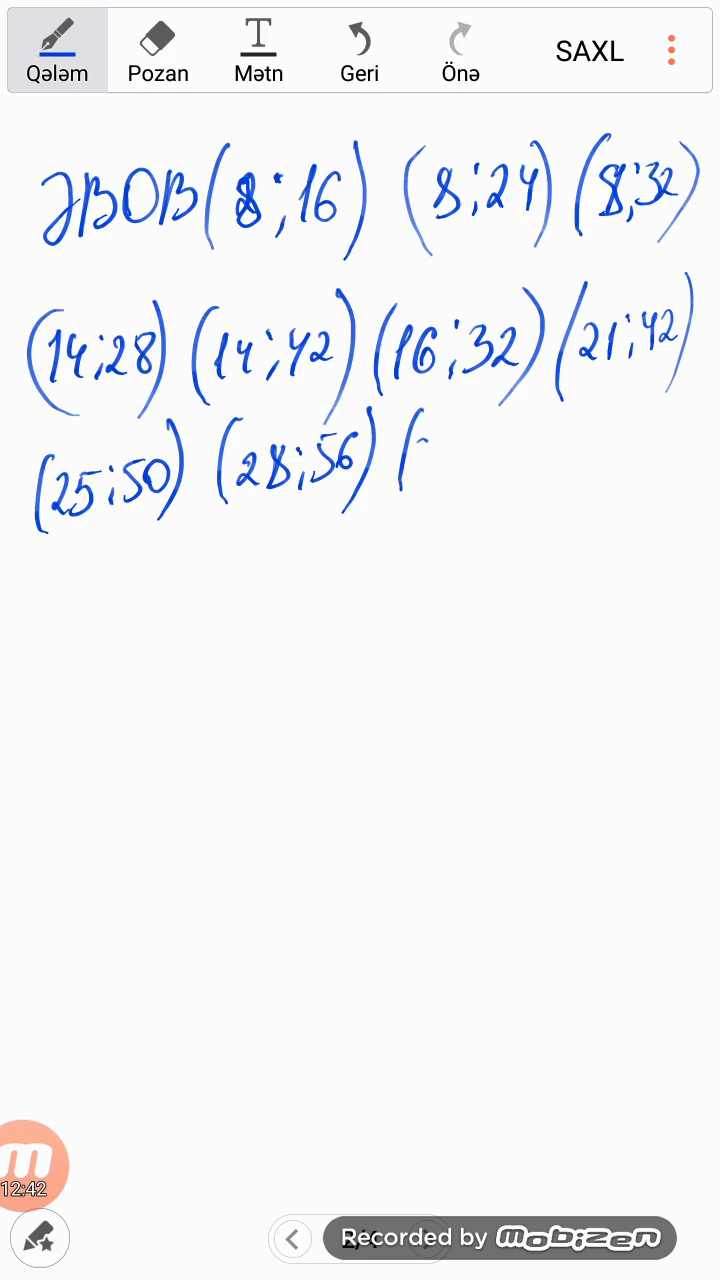 Qələm Pozan Mətn Geri Önə SAXL
ƏBOB(8;16) (8;24) (8;32)
(14;28) (14;42) (16;32) (21;42)
(25;50) (28;56) (
12:42
Recorded by mobizen